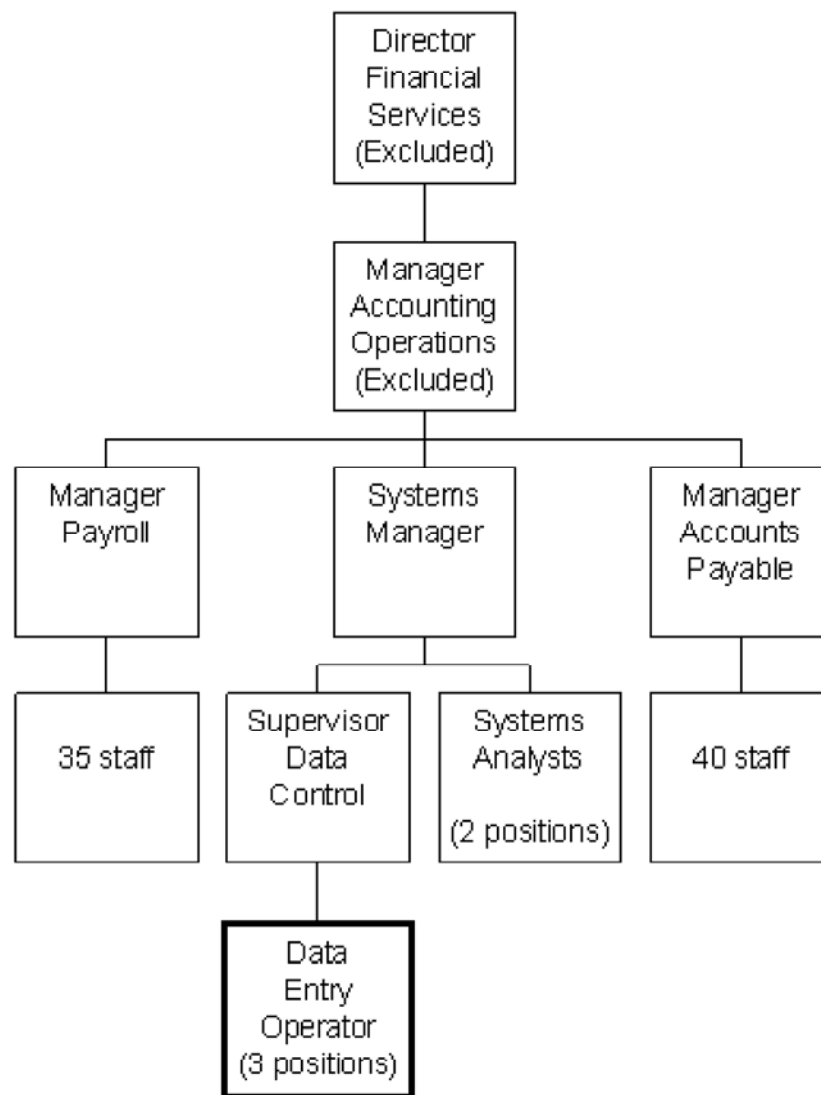 Director
Financial
Services
(Excluded)
Manager
Accounting
Operations
(Excluded)
Manager
Payroll
Systems
Manager
Manager
Accounts
Payable
35 staff
Supervisor
Data
Control
Systems
Analysts
(2 positions)
40 staff
Data
Entry
Operator
(3 positions)